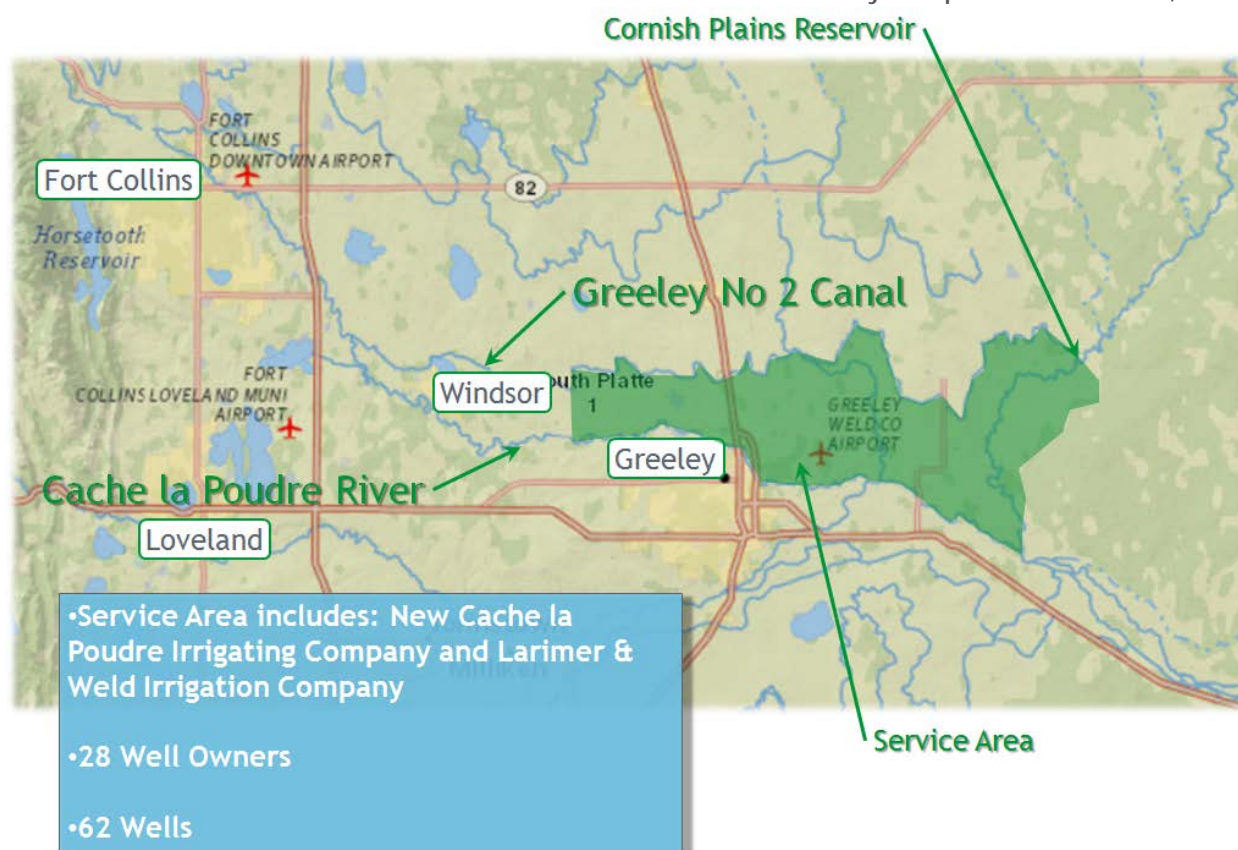 Cornish Plains Reservoir
FORT
COLLINS
DOWNTOWN AIRPORT
Fort Collins
82
Horsetooth
Reservoir
Greeley No 2 Canal
FORT
COLLINS LOVELAND MUNI
AIRPORT
Windsor
outh Platte
1
GREELEY
WELD CO
AIRPORT
Greeley
Cache la Poudre River
Loveland
•Service Area includes: New Cache la
Poudre Irrigating Company and Larimer &
Weld Irrigation Company
•28 Well Owners
•62 Wells
Service Area